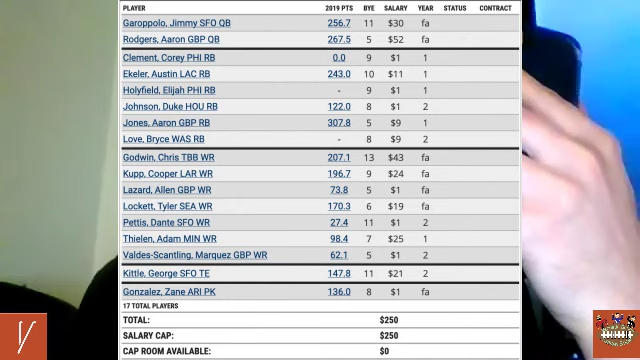 PLAYER 2019 PTS BYE SALARY YEAR STATUS CONTRACT
Garoppolo, Jimmy SFO QB 256.7 11 $30 fa
Rodgers, Aaron GBP QB 267.5 5 $52 fa
Clement, Corey PHI RB 0.0 9 $1 1
Ekeler, Austin LAC RB 243.0 10 $11 1
Holyfield, Elijah PHI RB - 9 $1 1
Johnson, Duke HOU RB 122.0 8 $1 2
Jones, Aaron GBP RB 307.8 5 $9 1
Love, Bryce WAS RB - 8 $9 2
Godwin, Chris TBB WR 207.1 13 $43 fa
Kupp, Cooper LAR WR 196.7 9 $24 fa
Lazard, Allen GBP WR 73.8 5 $1 fa
Lockett, Tyler SEA WR 170.3 6 $19 fa
Pettis, Dante SFO WR 27.4 11 $1 2
Thielen, Adam MIN WR 98.4 7 $25 1
Valdes-Scantling, Marquez GBP WR 62.1 5 $1 2
Kittle, George SFO TE 147.8 11 $21 2
Gonzalez, Zane ARI PK 136.0 8 $1 fa
17 TOTAL PLAYERS
TOTAL: $250
SALARY CAP: $250
CAP ROOM AVAILABLE: $0